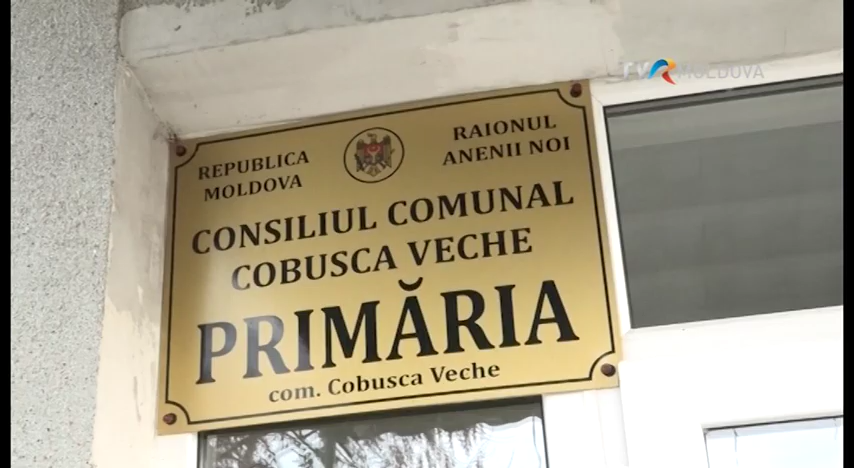 TVR MOLDOVA
REPUBLICA
MOLDOVA
RAIONUL
ANENII NOI
CONSILIUL COMUNAL
COBUSCA VECHE
PRIMĂRIA
com. Cobusca Veche